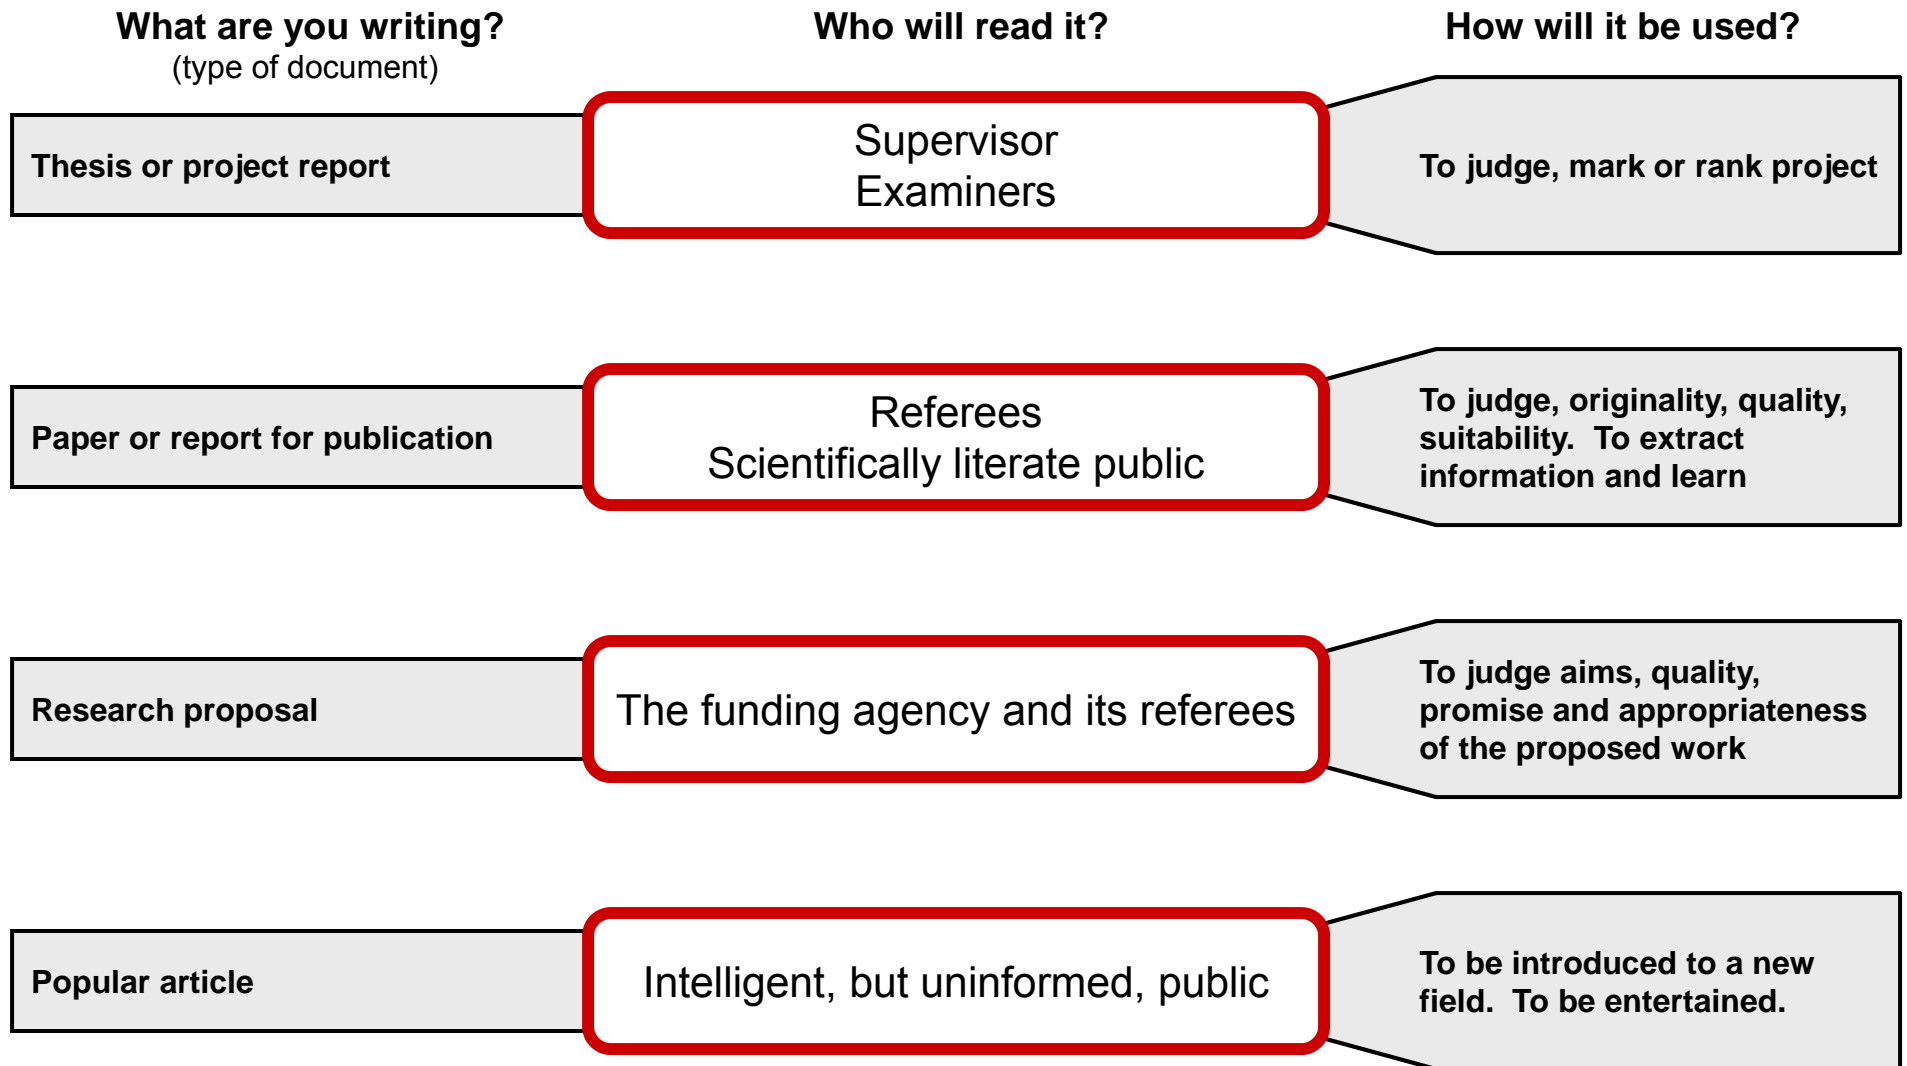 What are you writing?
(type of document)
Who will read it?
How will it be used?
Thesis or project report
Supervisor
Examiners
To judge, mark or rank project
Paper or report for publication
Referees
Scientifically literate public
To judge, originality, quality,
suitability.  To extract
information and learn
Research proposal
The funding agency and its referees
To judge aims, quality,
promise and appropriateness
of the proposed work
Popular article
Intelligent, but uninformed, public
To be introduced to a new
field.  To be entertained.